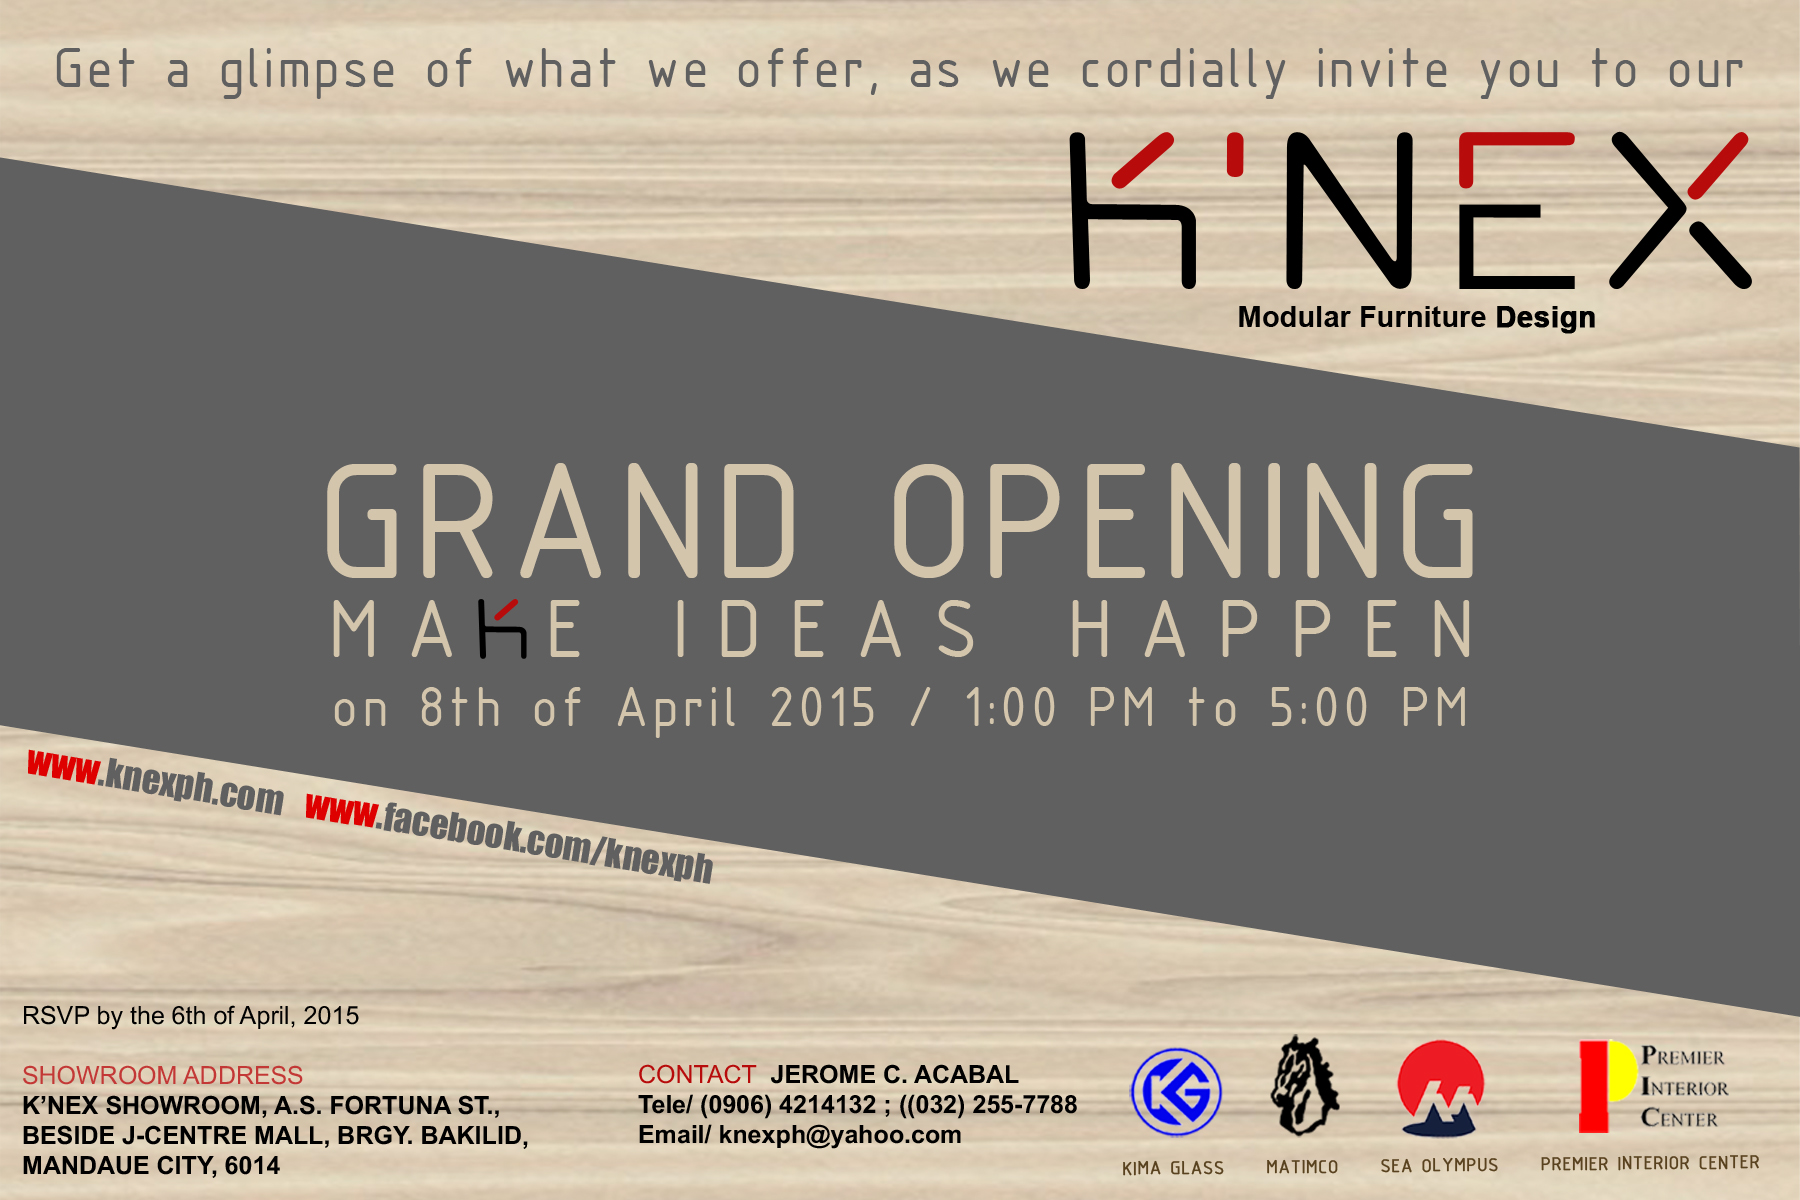 Get a glimpse of what we offer, as we cordially invite you to our
K'NEX
Modular Furniture Design
GRAND OPENING
MAKE IDEAS HAPPEN
on 8th of April 2015 / 1:00 PM to 5:00 PM
www.knexph.com www.facebook.com/knexph
RSVP by the 6th of April, 2015
SHOWROOM ADDRESS
K’NEX SHOWROOM, A.S. FORTUNA ST.,
BESIDE J-CENTRE MALL, BRGY. BAKILID,
MANDAUE CITY, 6014
CONTACT JEROME C. ACABAL
Tele/ (0906) 4214132 ; ((032) 255-7788
Email/ knexph@yahoo.com
KG
KIMA GLASS
MATIMCO
SEA OLYMPUS
PREMIER
INTERIOR
CENTER
PREMIER INTERIOR CENTER